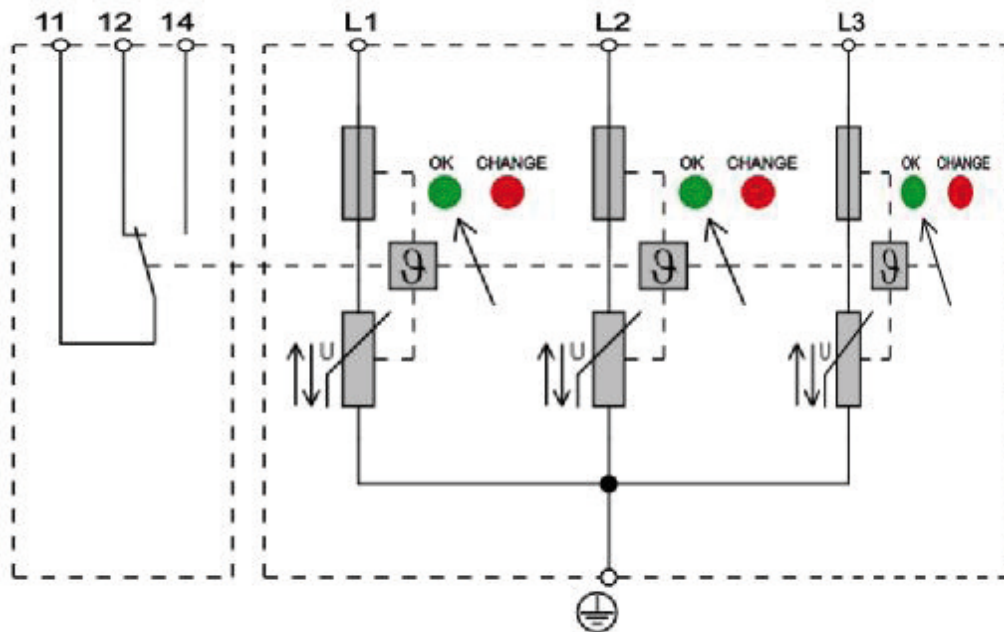 11 12 14 L1 L2 L3
OK CHANGE OK CHANGE OK CHANGE
ϑ ϑ ϑ
U U U